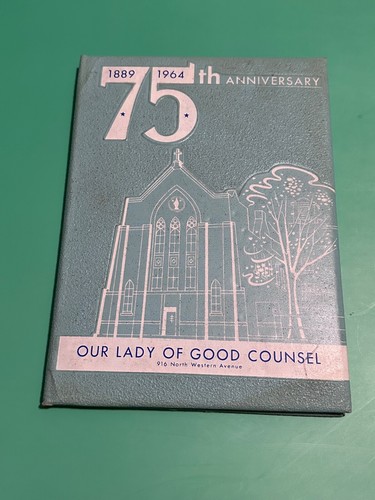 1889 1964
75th ANNIVERSARY
OUR LADY OF GOOD COUNSEL
916 North Western Avenue